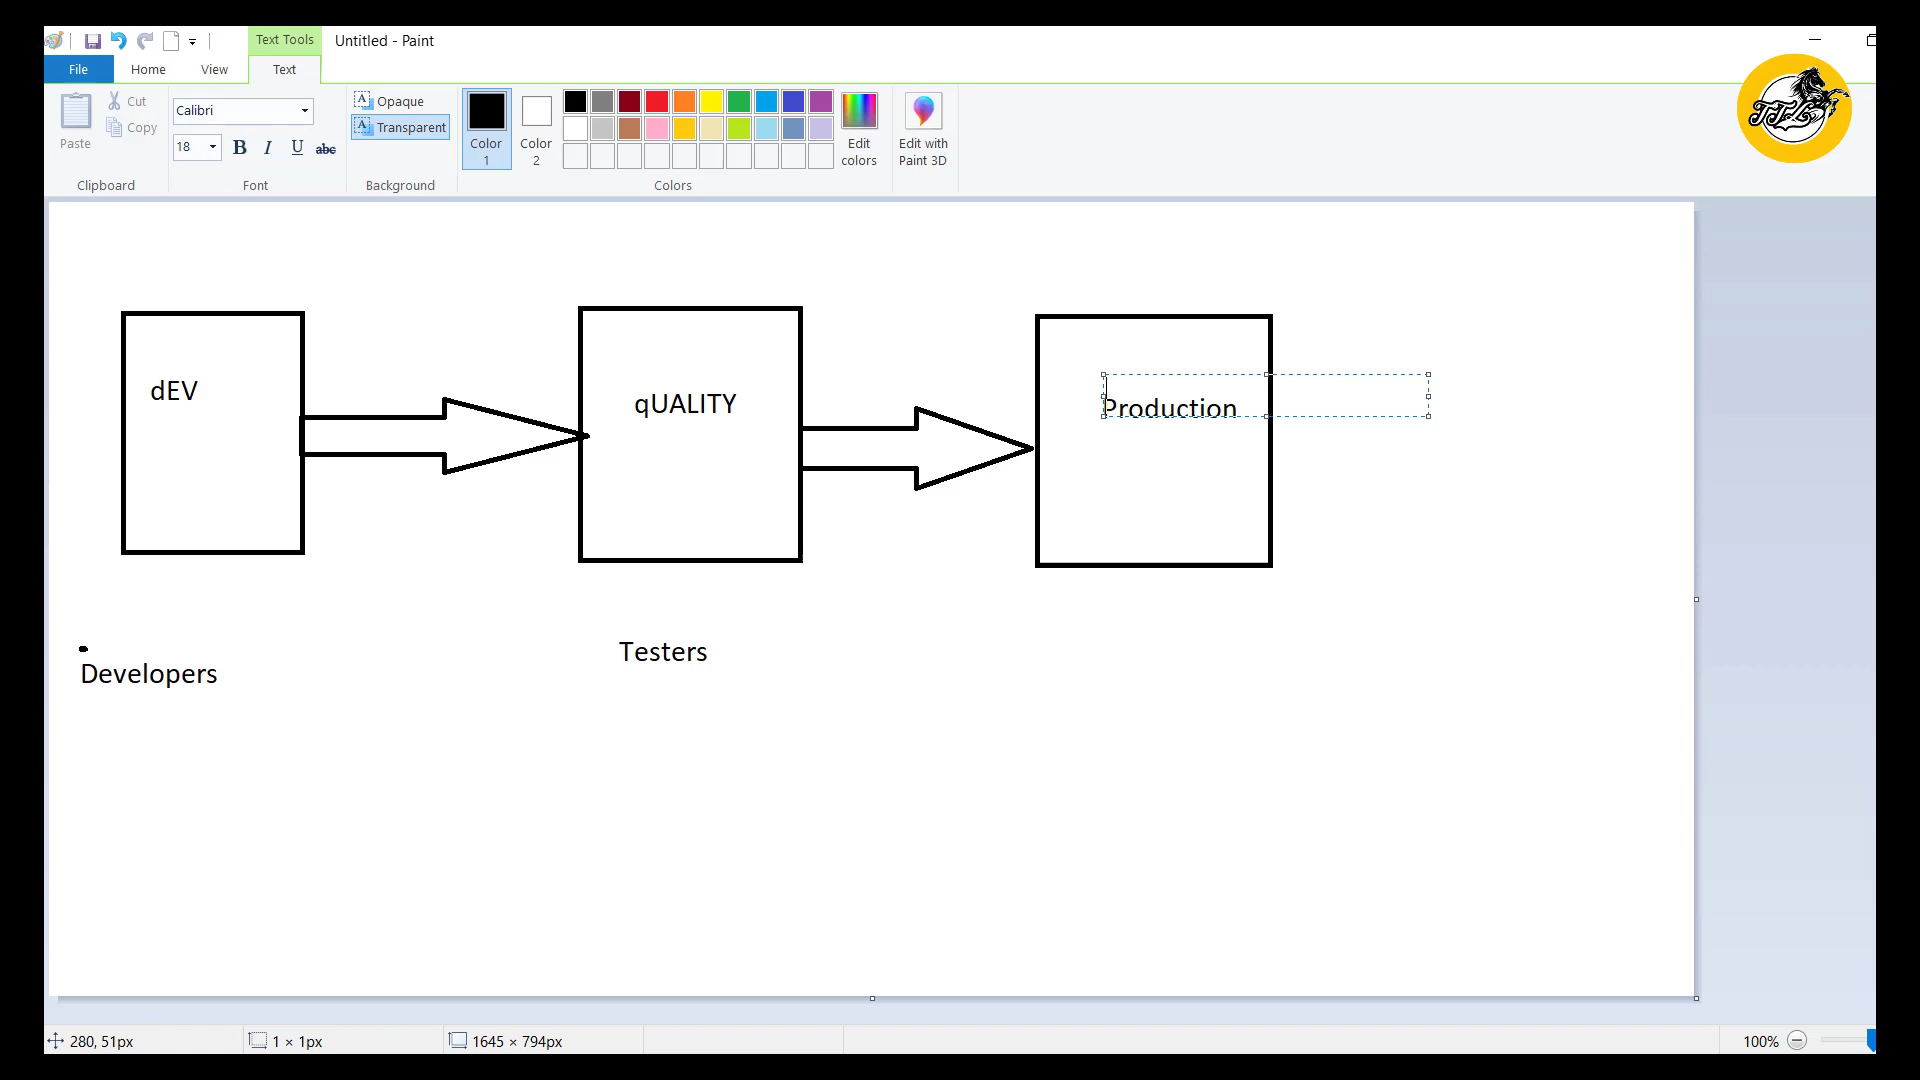 Text Tools
Untitled - Paint
File
Home
View
Text
Paste
Cut
Copy
Clipboard
Calibri
18
B I U abc
Font
Opaque
Transparent
Background
Color 1
Color 2
Colors
Edit colors
Edit with Paint 3D
TTL
dEV
qUALITY
Production
Developers
Testers
280, 51px
1 × 1px
1645 × 794px
100%